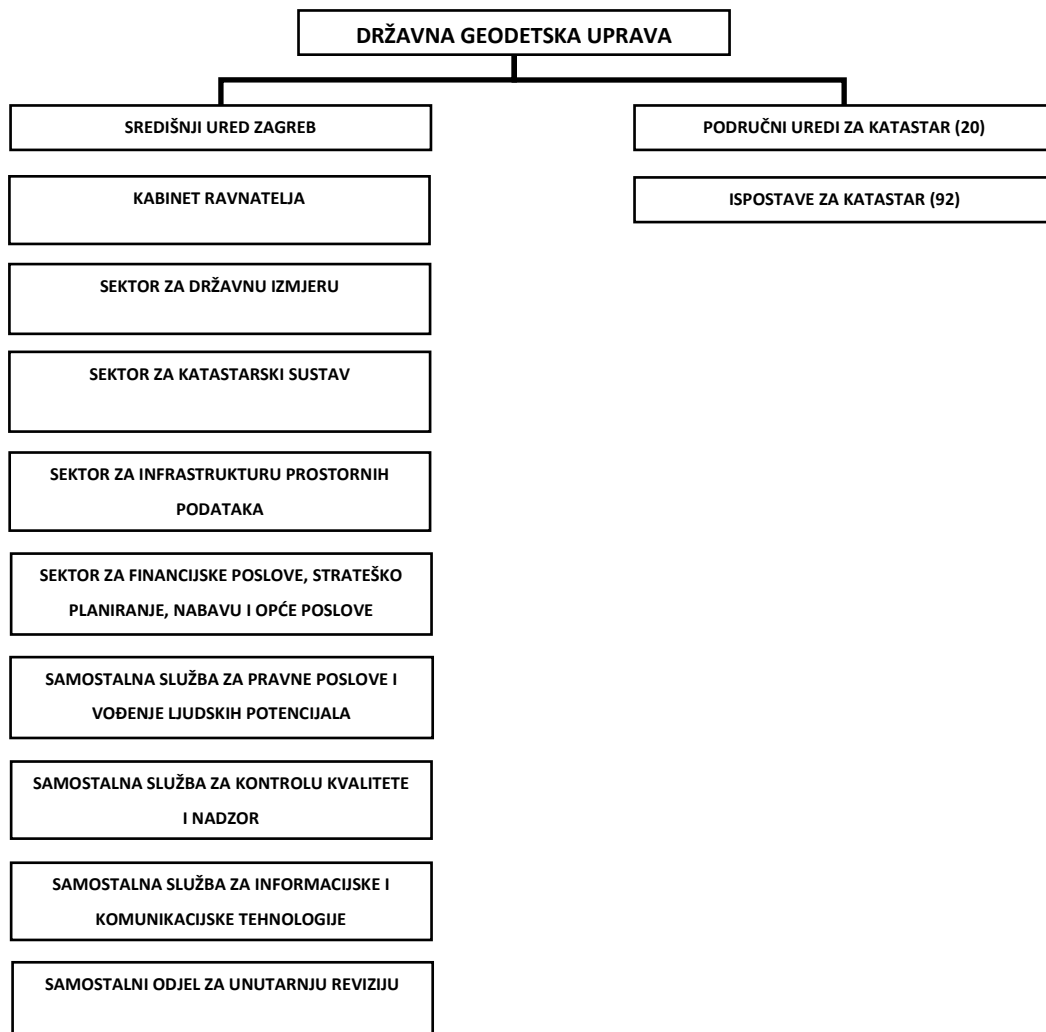 DRŽAVNA GEODETSKA UPRAVA
SREDIŠNJI URED ZAGREB
PODRUČNI UREDI ZA KATASTAR (20)
KABINET RAVNATELJA
ISPOSTAVE ZA KATASTAR (92)
SEKTOR ZA DRŽAVNU IZMJERU
SEKTOR ZA KATASTARSKI SUSTAV
SEKTOR ZA INFRASTRUKTURU PROSTORNIH
PODATAKA
SEKTOR ZA FINANCIJSKE POSLOVE, STRATEŠKO
PLANIRANJE, NABAVU I OPĆE POSLOVE
SAMOSTALNA SLUŽBA ZA PRAVNE POSLOVE I
VOĐENJE LJUDSKIH POTENCIJALA
SAMOSTALNA SLUŽBA ZA KONTROLU KVALITETE
I NADZOR
SAMOSTALNA SLUŽBA ZA INFORMACIJSKE I
KOMUNIKACIJSKE TEHNOLOGIJE
SAMOSTALNI ODJEL ZA UNUTARNJU REVIZIJU